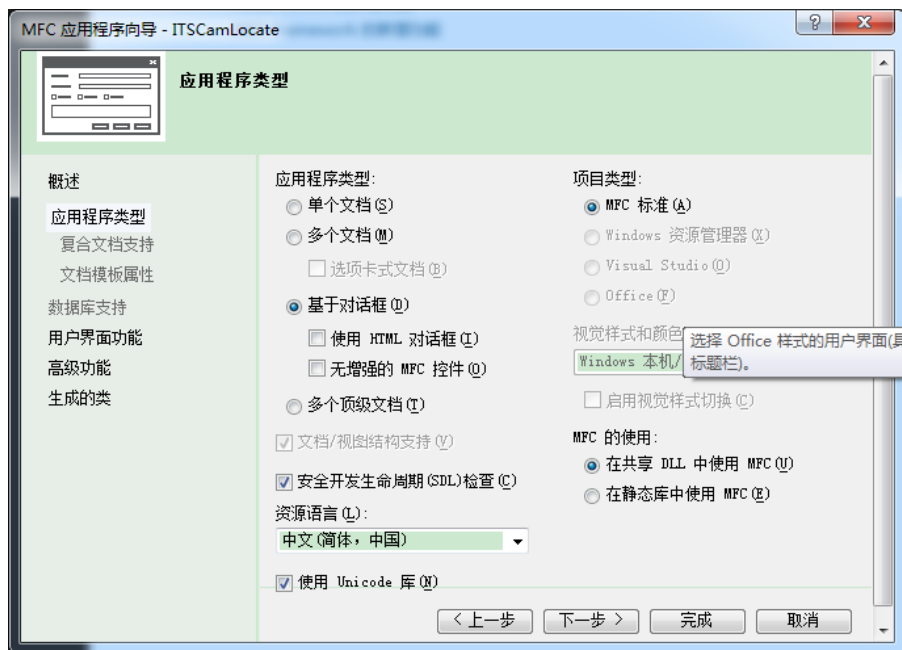 MFC 应用程序向导 - ITSCamLocate
应用程序类型
概述
应用程序类型
复合文档支持
文档模板属性
数据库支持
用户界面功能
高级功能
生成的类
应用程序类型:
单个文档(S)
多个文档(M)
选项卡式文档(B)
基于对话框(D)
使用 HTML 对话框(I)
无增强的 MFC 控件(O)
多个顶级文档(T)
文档/视图结构支持(V)
安全开发生命周期(SDL)检查(C)
资源语言(L):
中文(简体，中国)
使用 Unicode 库(N)
项目类型:
MFC 标准(A)
Windows 资源管理器(X)
Visual Studio(O)
Office(F)
视觉样式和颜色
Windows 本机/
选择 Office 样式的用户界面(具
标题栏)。
启用视觉样式切换(C)
MFC 的使用:
在共享 DLL 中使用 MFC(U)
在静态库中使用 MFC(E)
< 上一步
下一步 >
完成
取消